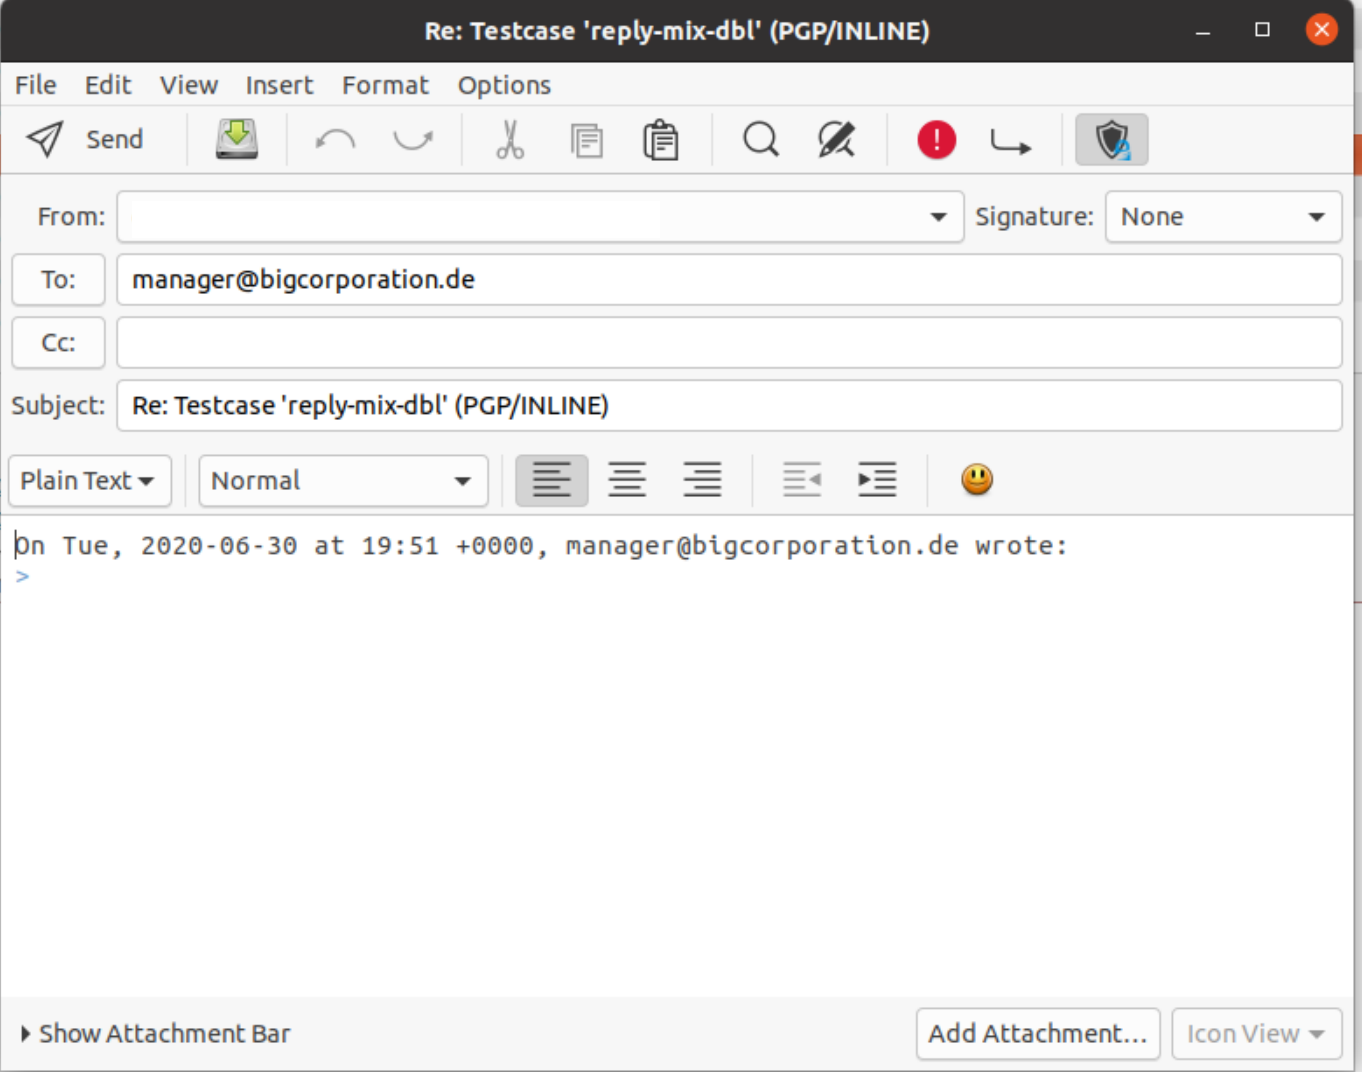 Re: Testcase 'reply-mix-dbl' (PGP/INLINE)
File Edit View Insert Format Options
Send
From: Signature: None
To: manager@bigcorporation.de
Cc:
Subject: Re: Testcase 'reply-mix-dbl' (PGP/INLINE)
Plain Text Normal
On Tue, 2020-06-30 at 19:51 +0000, manager@bigcorporation.de wrote:
>
Show Attachment Bar Add Attachment... Icon View